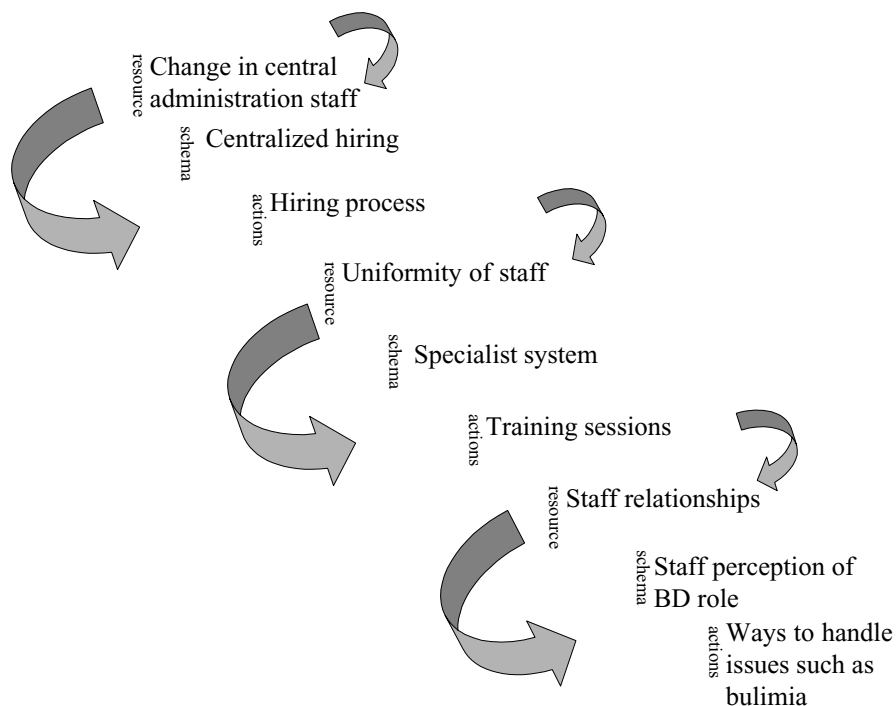 resource
Change in central
administration staff
schema
Centralized hiring
actions
Hiring process
resource
Uniformity of staff
schema
Specialist system
actions
Training sessions
resource
Staff relationships
schema
Staff perception of
BD role
actions
Ways to handle
issues such as
bulimia